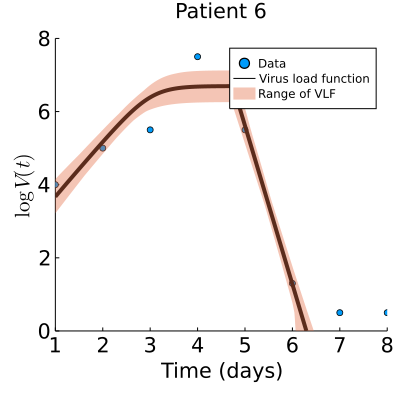 Patient 6
8
6
4
2
0
log V(t)
Data
Virus load function
Range of VLF
1 2 3 4 5 6 7 8
Time (days)